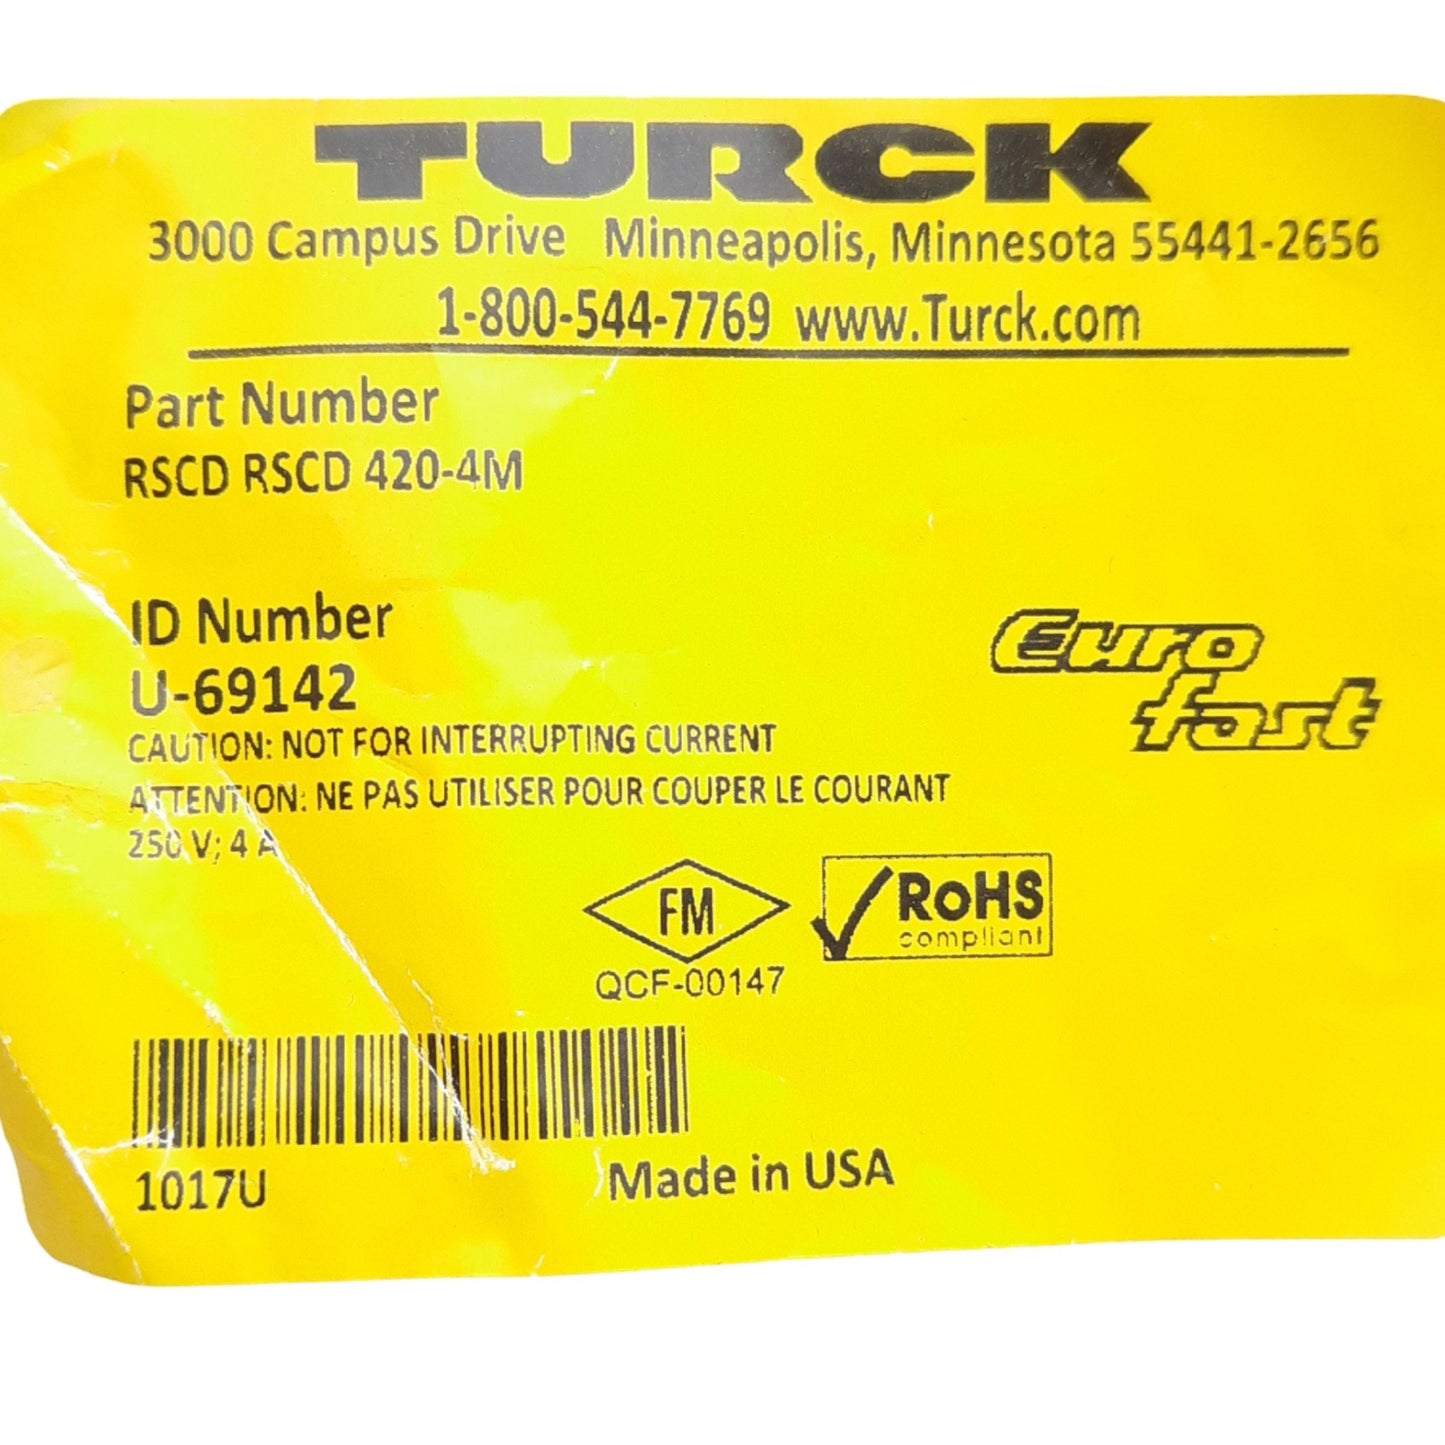 TURCK
3000 Campus Drive Minneapolis, Minnesota 55441-2656
1-800-544-7769 www.Turck.com
Part Number
RSCD RSCD 420-4M
ID Number
U-69142
Euro
fast
CAUTION: NOT FOR INTERRUPTING CURRENT
ATTENTION: NE PAS UTILISER POUR COUPER LE COURANT
250 V; 4 A
FM
QCF-00147
RoHS
compliant
1017U
Made in USA